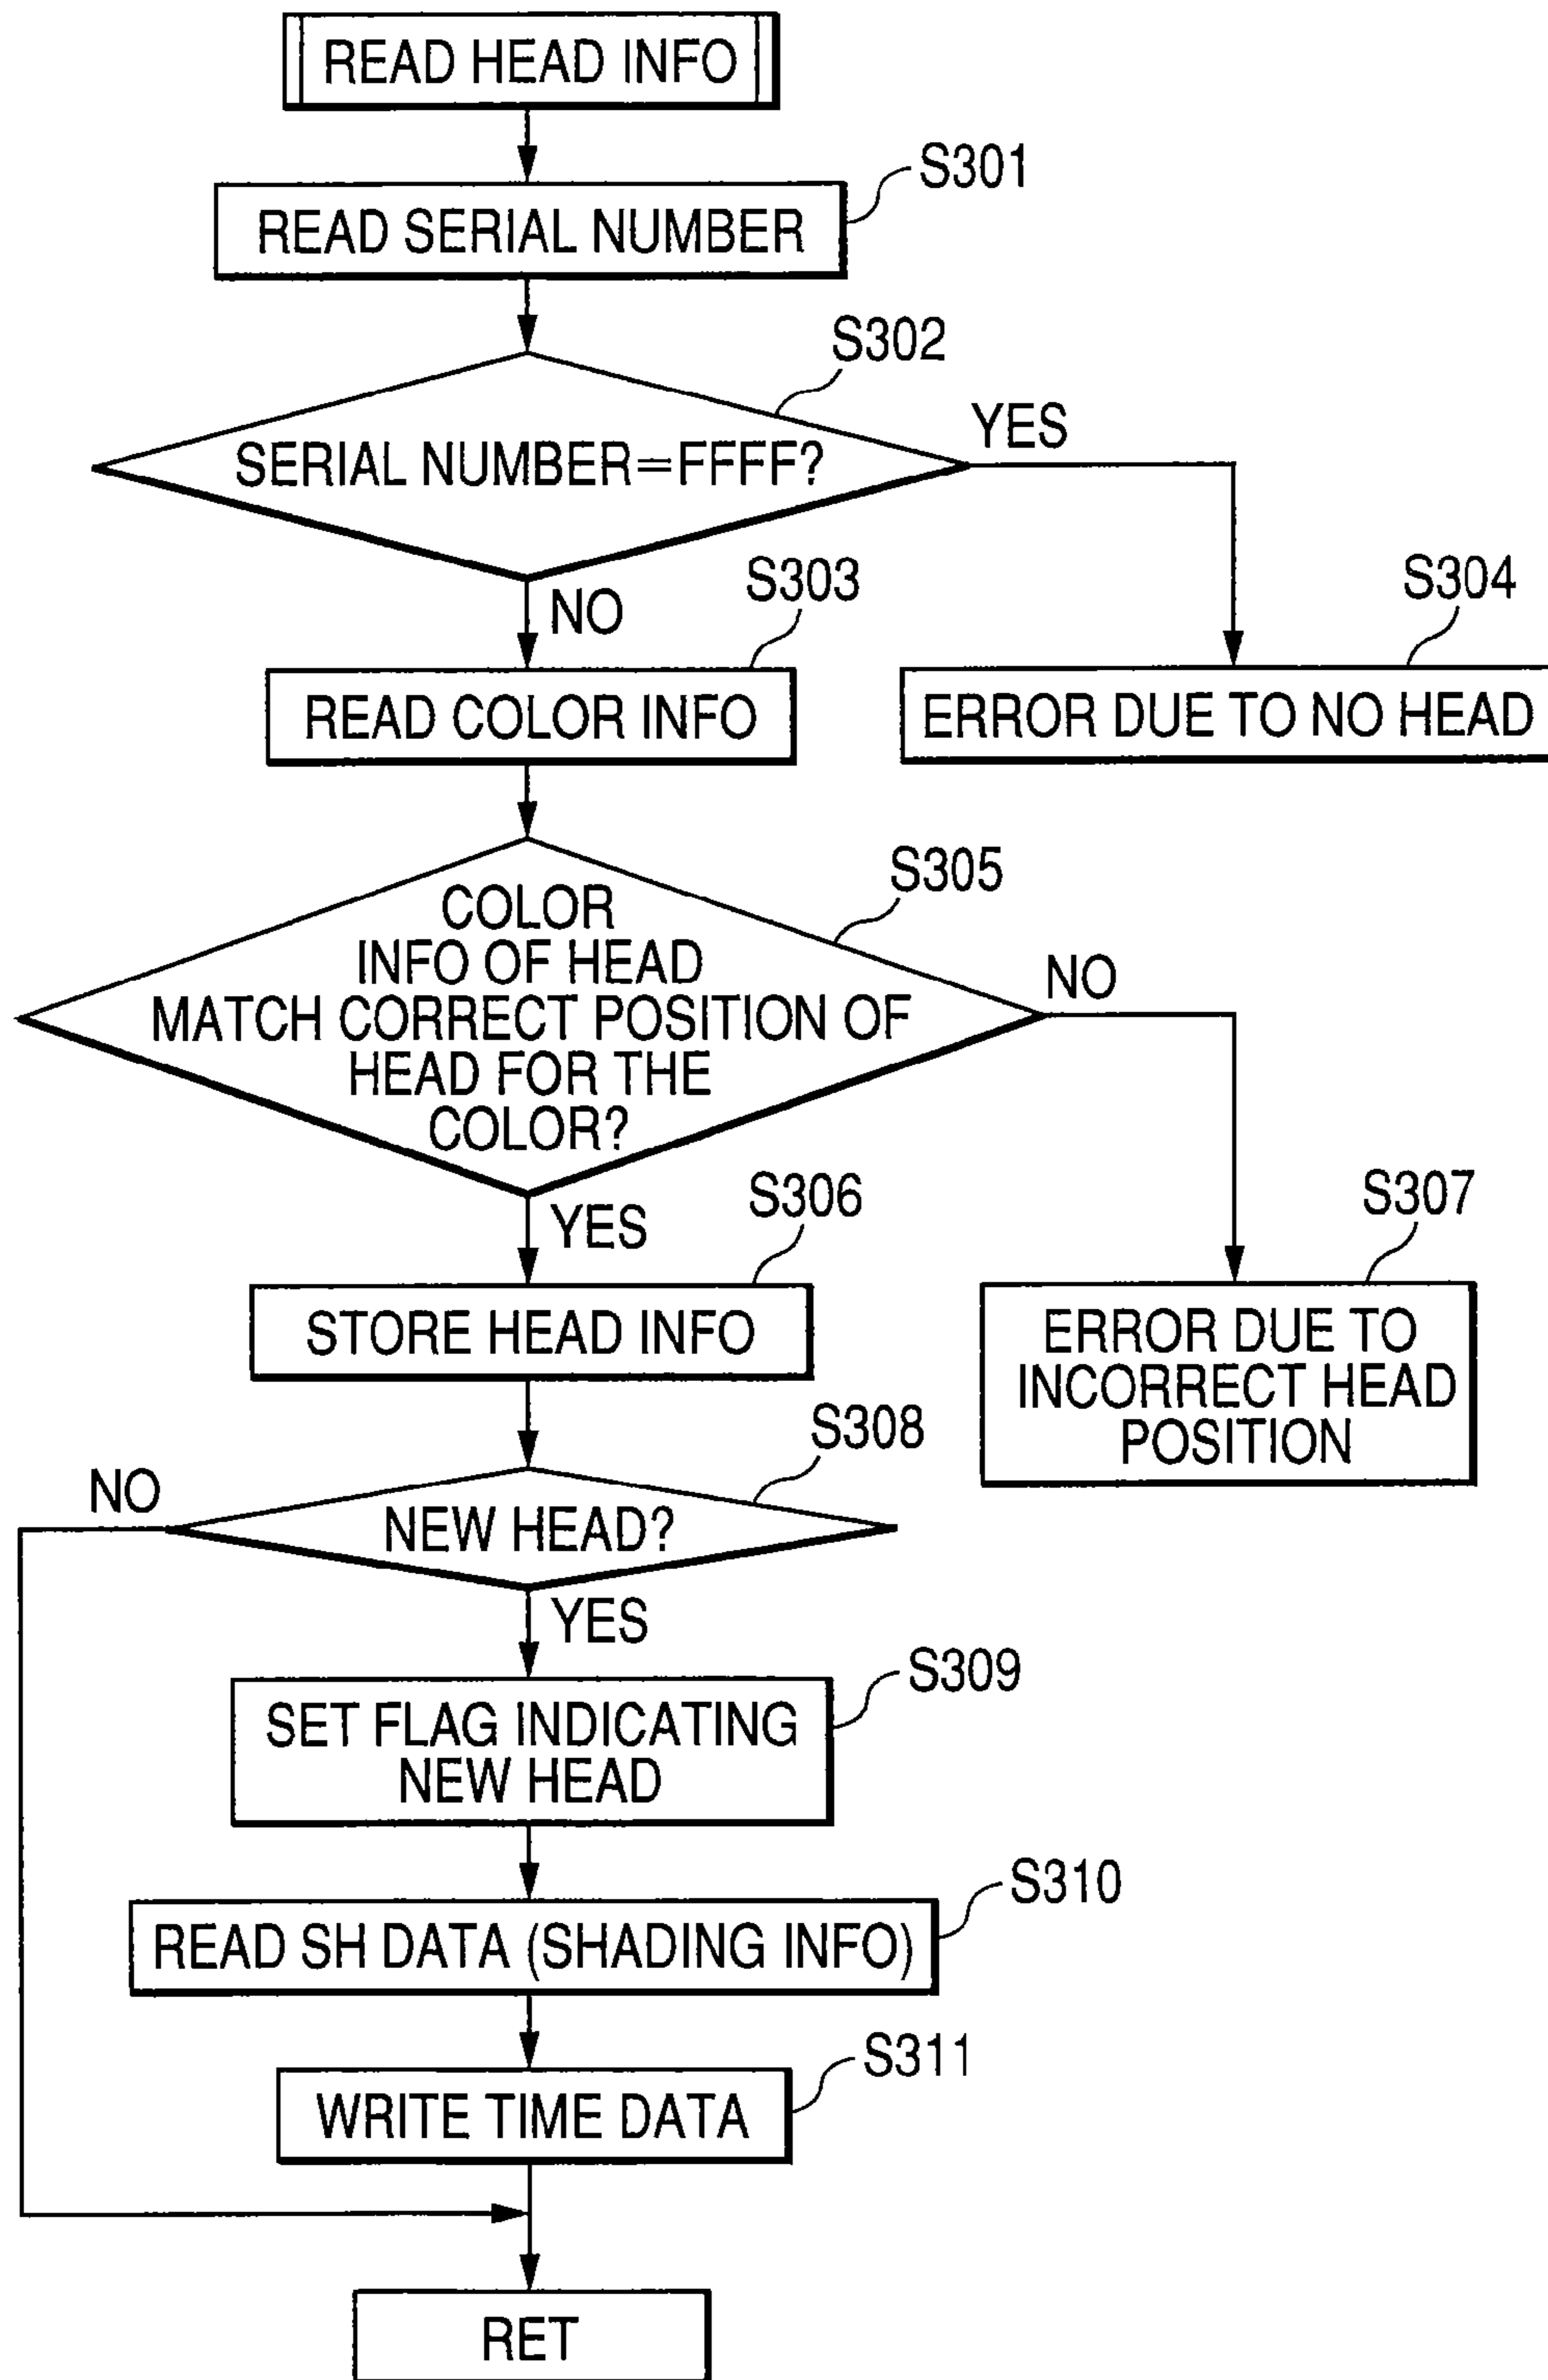 READ HEAD INFO
S301
READ SERIAL NUMBER
S302
SERIAL NUMBER=FFFF?
YES
NO
S303
S304
READ COLOR INFO
ERROR DUE TO NO HEAD
S305
COLOR
INFO OF HEAD
MATCH CORRECT POSITION OF
HEAD FOR THE
COLOR?
NO
YES
S306
S307
STORE HEAD INFO
ERROR DUE TO
INCORRECT HEAD
POSITION
S308
NO
NEW HEAD?
YES
S309
SET FLAG INDICATING
NEW HEAD
S310
READ SH DATA (SHADING INFO)
S311
WRITE TIME DATA
RET